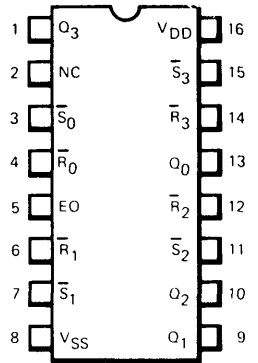 1 Q3 VDD 16
2 NC S̅3 15
3 S̅0 R̅3 14
4 R̅0 Q0 13
5 EO R̅2 12
6 R̅1 S̅2 11
7 S̅1 Q2 10
8 VSS Q1 9